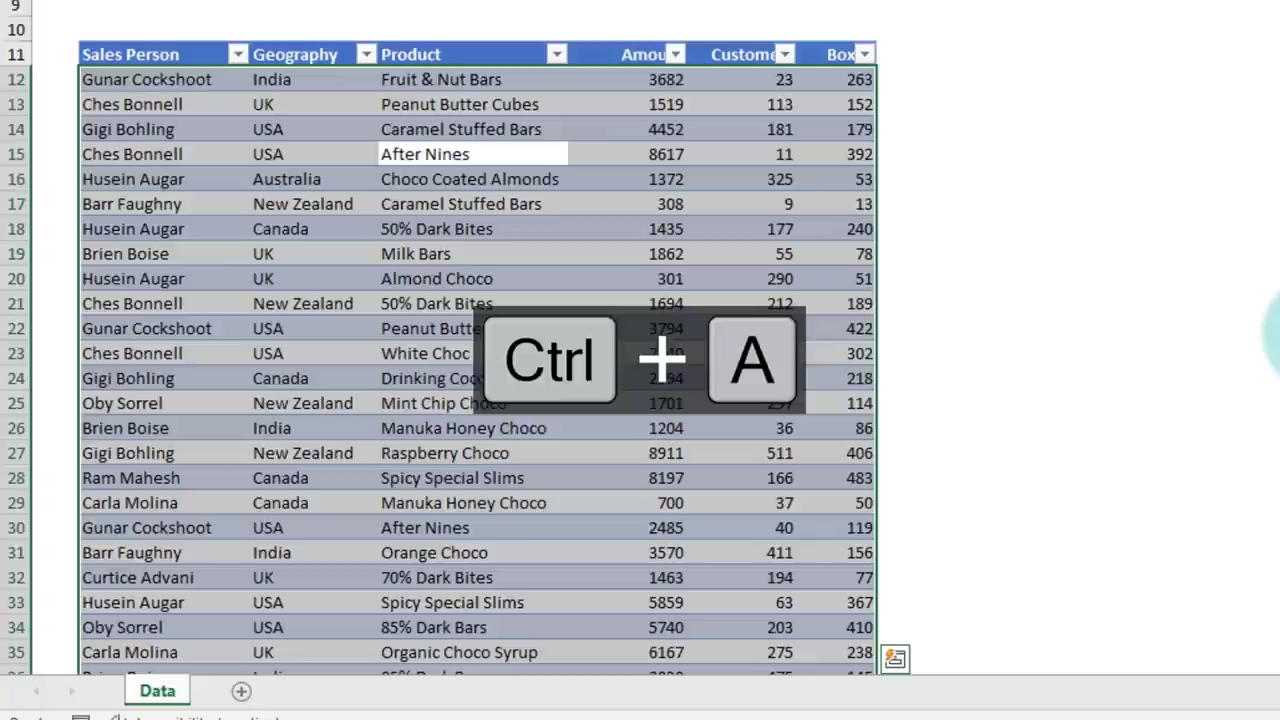 9
10
11 Sales Person Geography Product Amou Custome Box
12 Gunar Cockshoot India Fruit & Nut Bars 3682 23 263
13 Ches Bonnell UK Peanut Butter Cubes 1519 113 152
14 Gigi Bohling USA Caramel Stuffed Bars 4452 181 179
15 Ches Bonnell USA After Nines 8617 11 392
16 Husein Augar Australia Choco Coated Almonds 1372 325 53
17 Barr Faughny New Zealand Caramel Stuffed Bars 308 9 13
18 Husein Augar Canada 50% Dark Bites 1435 177 240
19 Brien Boise UK Milk Bars 1862 55 78
20 Husein Augar UK Almond Choco 301 290 51
21 Ches Bonnell New Zealand 50% Dark Bites 1694 212 189
22 Gunar Cockshoot USA Peanut Butte 3794 422
23 Ches Bonnell USA White Choc 302
24 Gigi Bohling Canada Drinking Coc 218
25 Oby Sorrel New Zealand Mint Chip Choco 1701 114
Ctrl + A
26 Brien Boise India Manuka Honey Choco 1204 36 86
27 Gigi Bohling New Zealand Raspberry Choco 8911 511 406
28 Ram Mahesh Canada Spicy Special Slims 8197 166 483
29 Carla Molina Canada Manuka Honey Choco 700 37 50
30 Gunar Cockshoot USA After Nines 2485 40 119
31 Barr Faughny India Orange Choco 3570 411 156
32 Curtice Advani UK 70% Dark Bites 1463 194 77
33 Husein Augar USA Spicy Special Slims 5859 63 367
34 Oby Sorrel USA 85% Dark Bars 5740 203 410
35 Carla Molina UK Organic Choco Syrup 6167 275 238
Data